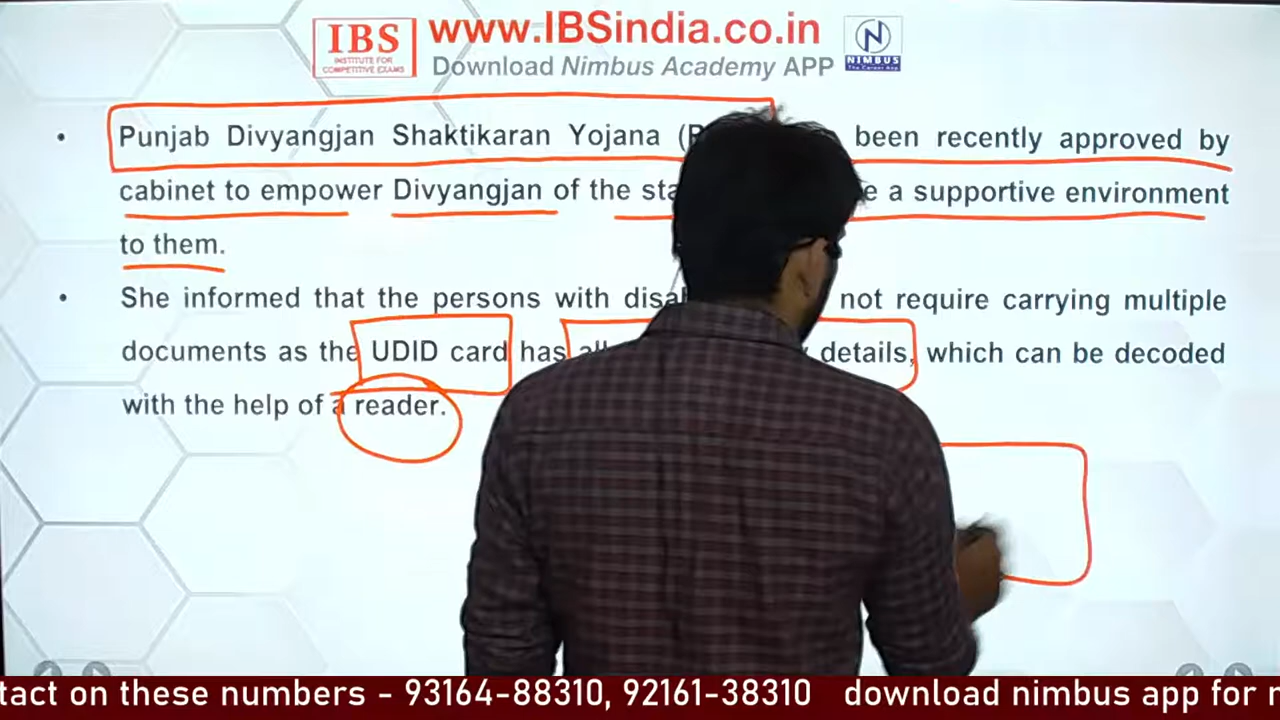 IBS
INSTITUTE FOR
COMPETITIVE EXAMS
www.IBSindia.co.in
Download Nimbus Academy APP
N
NIMBUS
The Career App
• Punjab Divyangjan Shaktikaran Yojana ( been recently approved by
cabinet to empower Divyangjan of the a supportive environment
to them.
• She informed that the persons with not require carrying multiple
documents as the UDID card has details, which can be decoded
with the help of a reader.
on these numbers - 93164-88310, 92161-38310 download nimbus app for